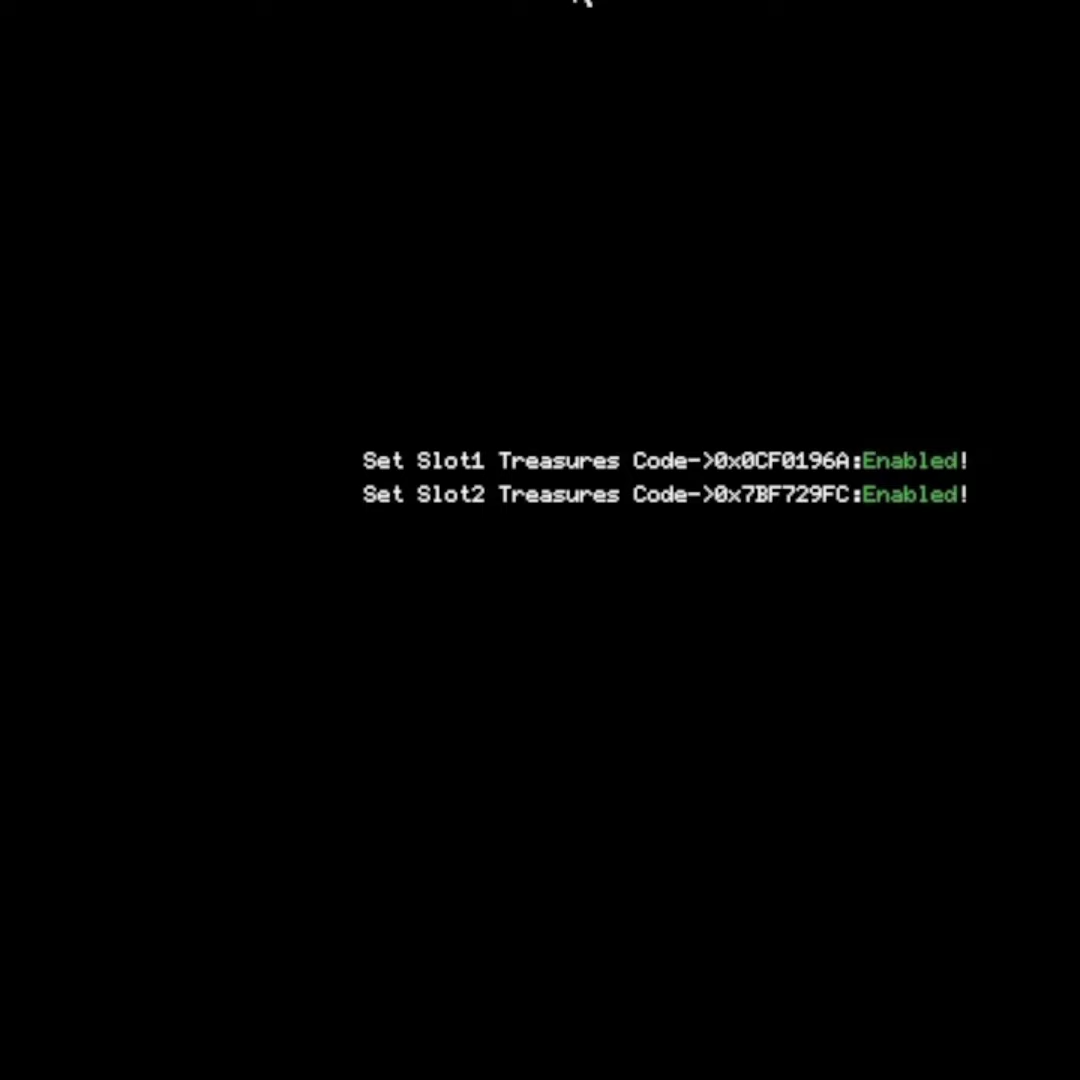 Set Slot1 Treasures Code->0x0CF0196A:Enabled!
Set Slot2 Treasures Code->0x7BF729FC:Enabled!